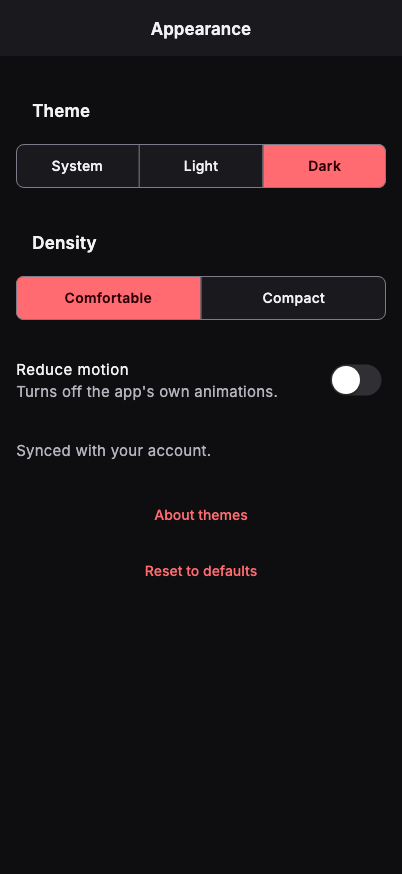 Appearance
Theme
System Light Dark
Density
Comfortable Compact
Reduce motion
Turns off the app's own animations.
Synced with your account.
About themes
Reset to defaults